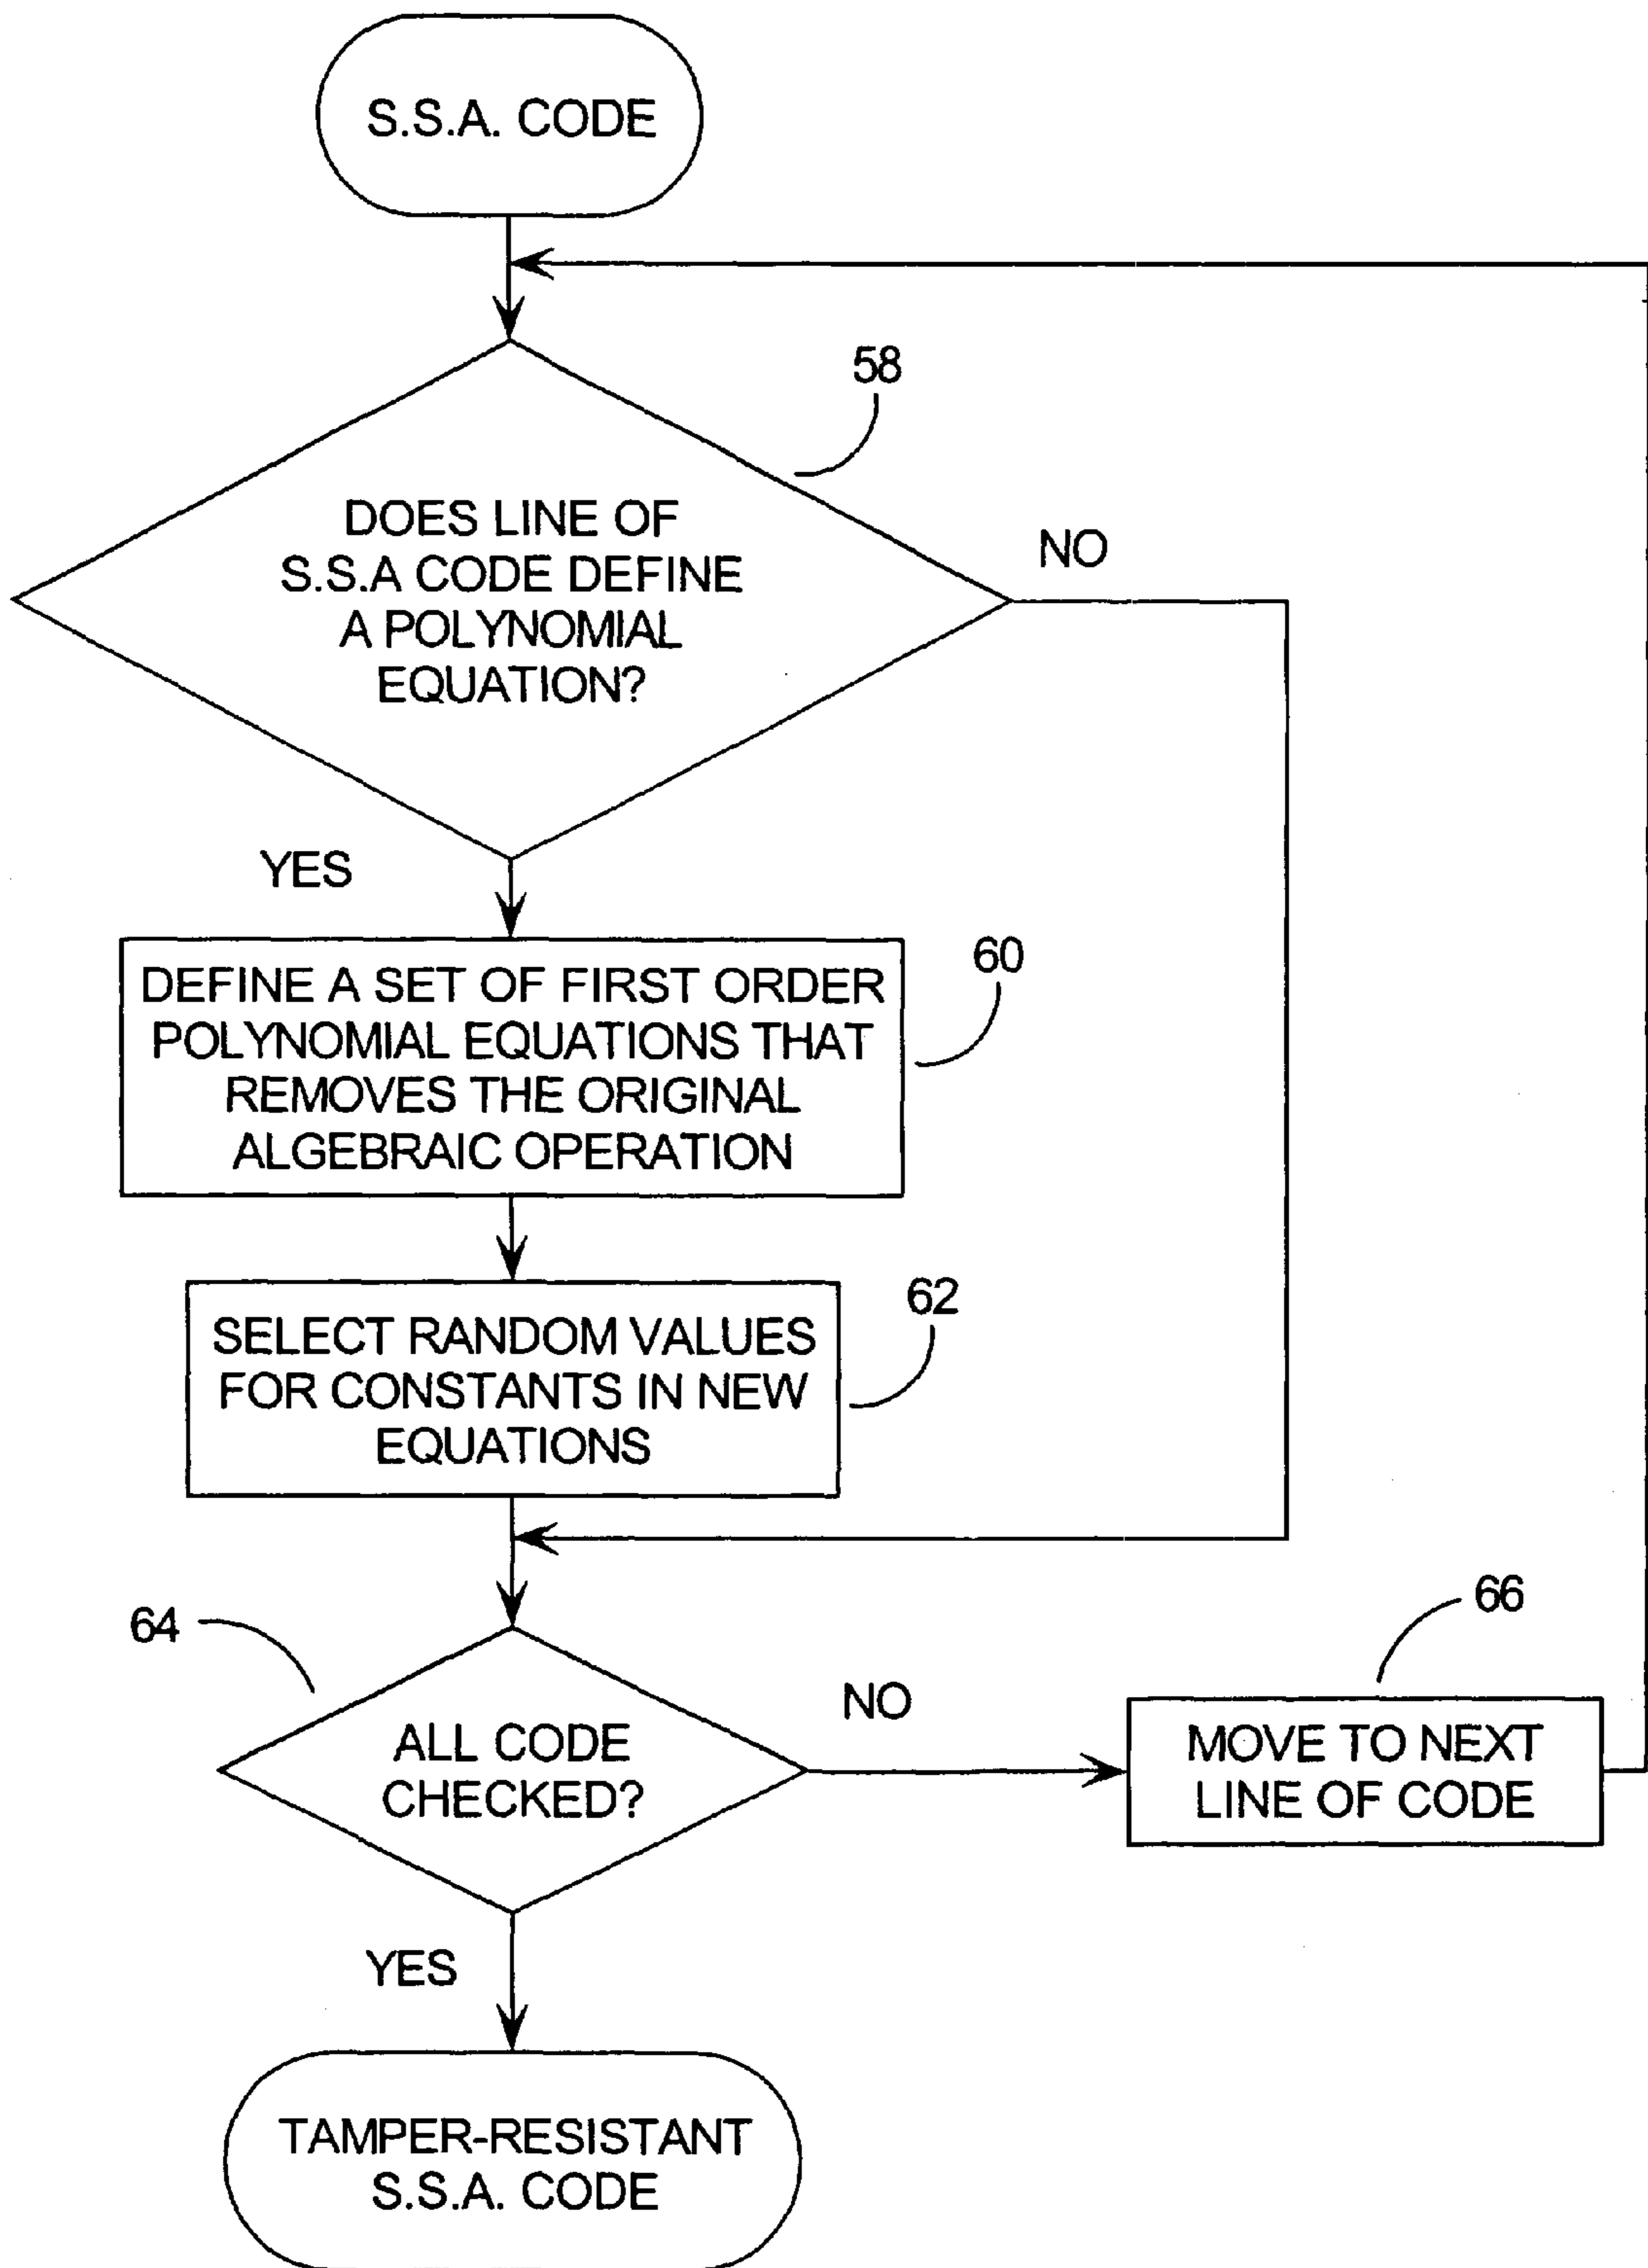 S.S.A. CODE
58
DOES LINE OF
S.S.A CODE DEFINE
A POLYNOMIAL
EQUATION?
NO
YES
60
DEFINE A SET OF FIRST ORDER
POLYNOMIAL EQUATIONS THAT
REMOVES THE ORIGINAL
ALGEBRAIC OPERATION
62
SELECT RANDOM VALUES
FOR CONSTANTS IN NEW
EQUATIONS
64
ALL CODE
CHECKED?
NO
66
MOVE TO NEXT
LINE OF CODE
YES
TAMPER-RESISTANT
S.S.A. CODE